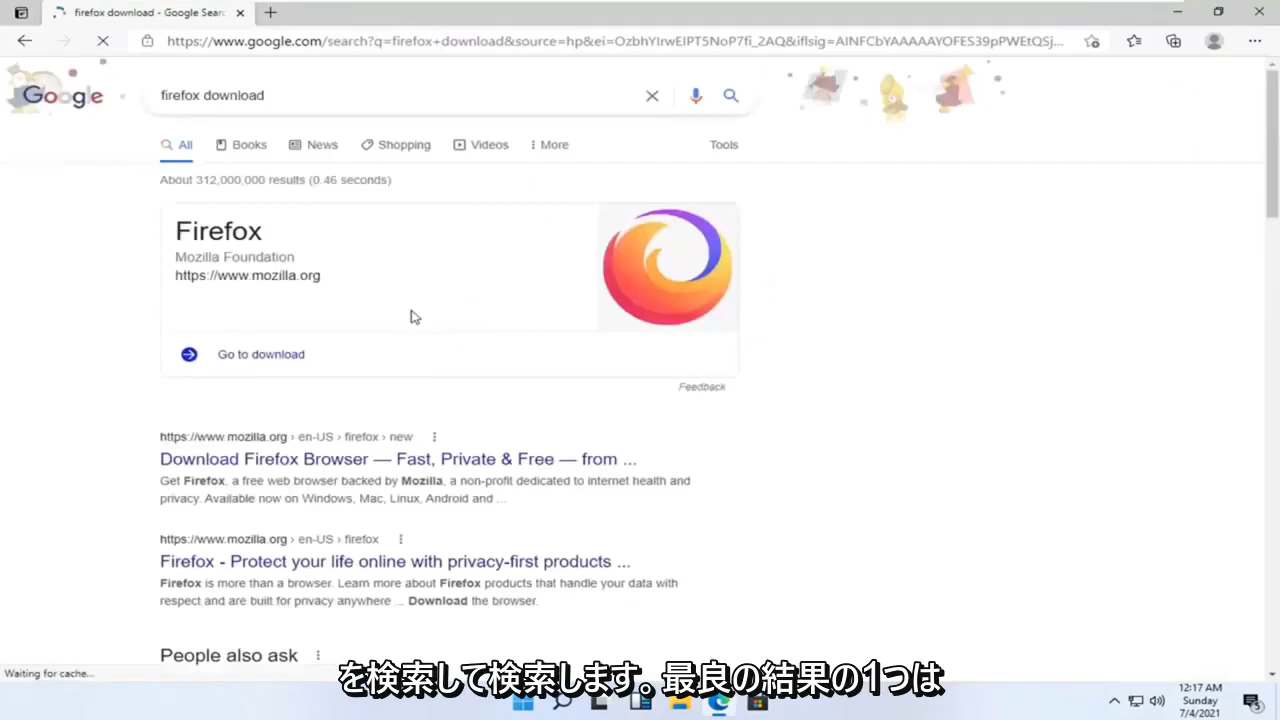 firefox download - Google Sear
https://www.google.com/search?q=firefox+download&source=hp&ei=OzbhYIrwEIPT5NoP7fi_2AQ&iflsig=AINFCbYAAAAAYOFES39pPWEtQSj...
Google
firefox download
All Books News Shopping Videos More Tools
About 312,000,000 results (0.46 seconds)
Firefox
Mozilla Foundation
https://www.mozilla.org
Go to download
Feedback
https://www.mozilla.org › en-US › firefox › new
Download Firefox Browser — Fast, Private & Free — from ...
Get Firefox, a free web browser backed by Mozilla, a non-profit dedicated to internet health and
privacy. Available now on Windows, Mac, Linux, Android and ...
https://www.mozilla.org › en-US › firefox
Firefox - Protect your life online with privacy-first products ...
Firefox is more than a browser. Learn more about Firefox products that handle your data with
respect and are built for privacy anywhere ... Download the browser.
People also ask
Waiting for cache...
を検索して検索します。最良の結果の1つは
12:17 AM
Sunday
7/4/2021
5